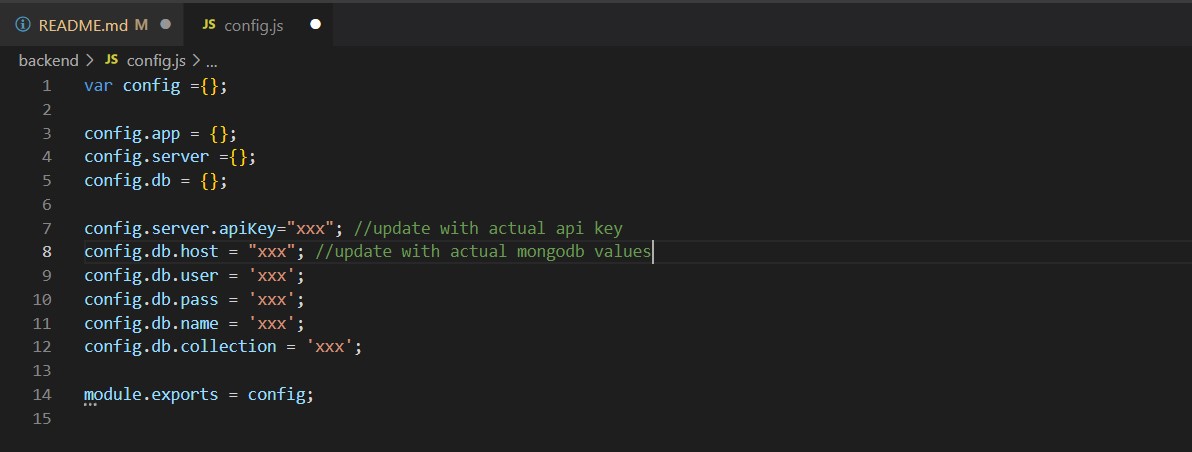 README.md M
JS config.js
backend > JS config.js > ...
1 var config ={};
2
3 config.app = {};
4 config.server ={};
5 config.db = {};
6
7 config.server.apiKey="xxx"; //update with actual api key
8 config.db.host = "xxx"; //update with actual mongodb values
9 config.db.user = 'xxx';
10 config.db.pass = 'xxx';
11 config.db.name = 'xxx';
12 config.db.collection = 'xxx';
13
14 module.exports = config;
15